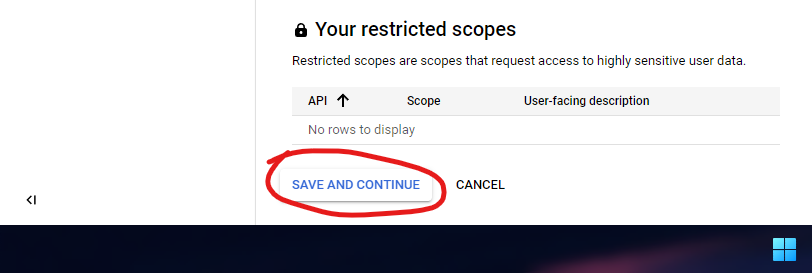 Your restricted scopes
Restricted scopes are scopes that request access to highly sensitive user data.
API Scope User-facing description
No rows to display
SAVE AND CONTINUE CANCEL